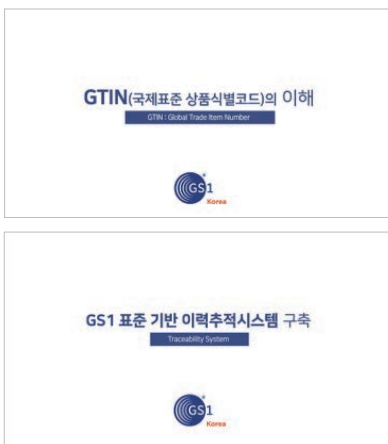 GTIN(국제표준 상품식별코드)의 이해
GTIN : Global Trade Item Number
GS1
Korea
GS1 표준 기반 이력추적시스템 구축
Traceability System
GS1
Korea